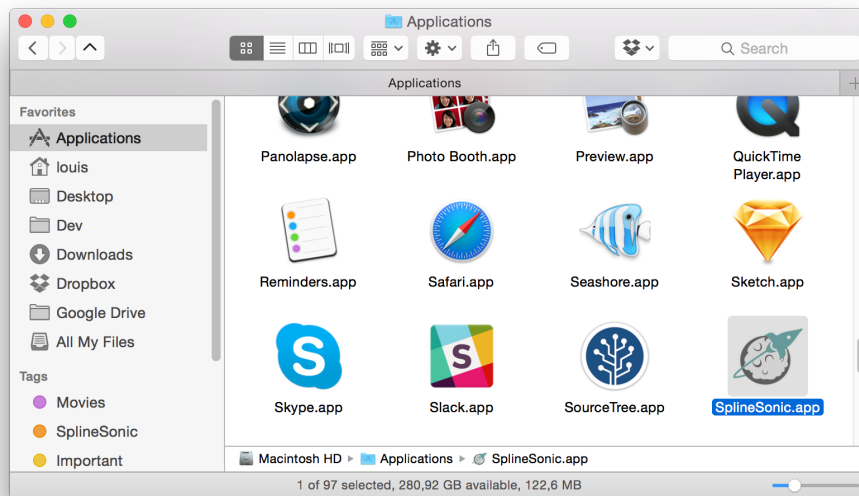 Applications
Search
Applications
Favorites
Applications
louis
Desktop
Dev
Downloads
Dropbox
Google Drive
All My Files
Tags
Movies
SplineSonic
Important
Panolapse.app
Photo Booth.app
Preview.app
QuickTime
Player.app
Reminders.app
Safari.app
Seashore.app
Sketch.app
Skype.app
Slack.app
SourceTree.app
SplineSonic.app
Macintosh HD ▸ Applications ▸ SplineSonic.app
1 of 97 selected, 280,92 GB available, 122,6 MB